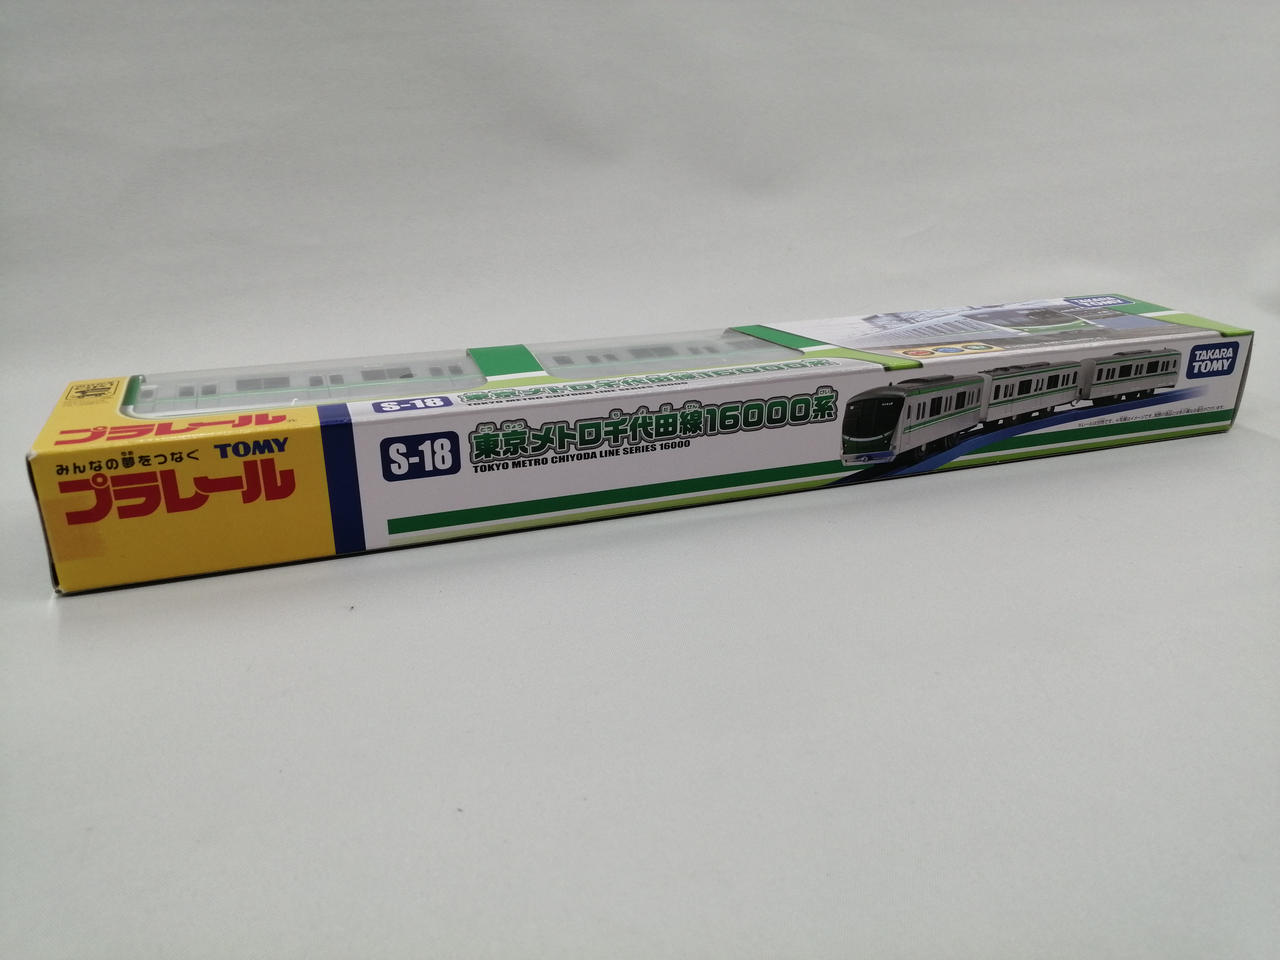 プラレール
みんなの夢をつなぐ TOMY
プラレール
S-18
東京メトロ千代田線16000系
S-18
東京メトロ千代田線16000系
TOKYO METRO CHIYODA LINE SERIES 16000
TAKARA TOMY
TAKARA
TOMY